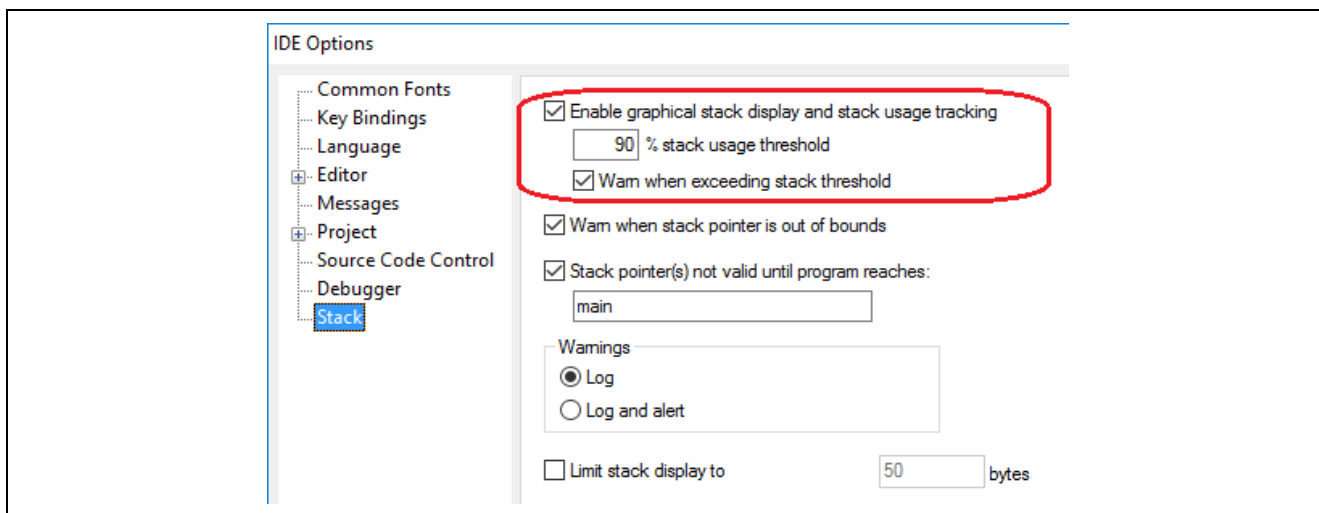 IDE Options
Common Fonts
Key Bindings
Language
Editor
Messages
Project
Source Code Control
Debugger
Stack
Enable graphical stack display and stack usage tracking
90 % stack usage threshold
Warn when exceeding stack threshold
Warn when stack pointer is out of bounds
Stack pointer(s) not valid until program reaches:
main
Warnings
Log
Log and alert
Limit stack display to 50 bytes